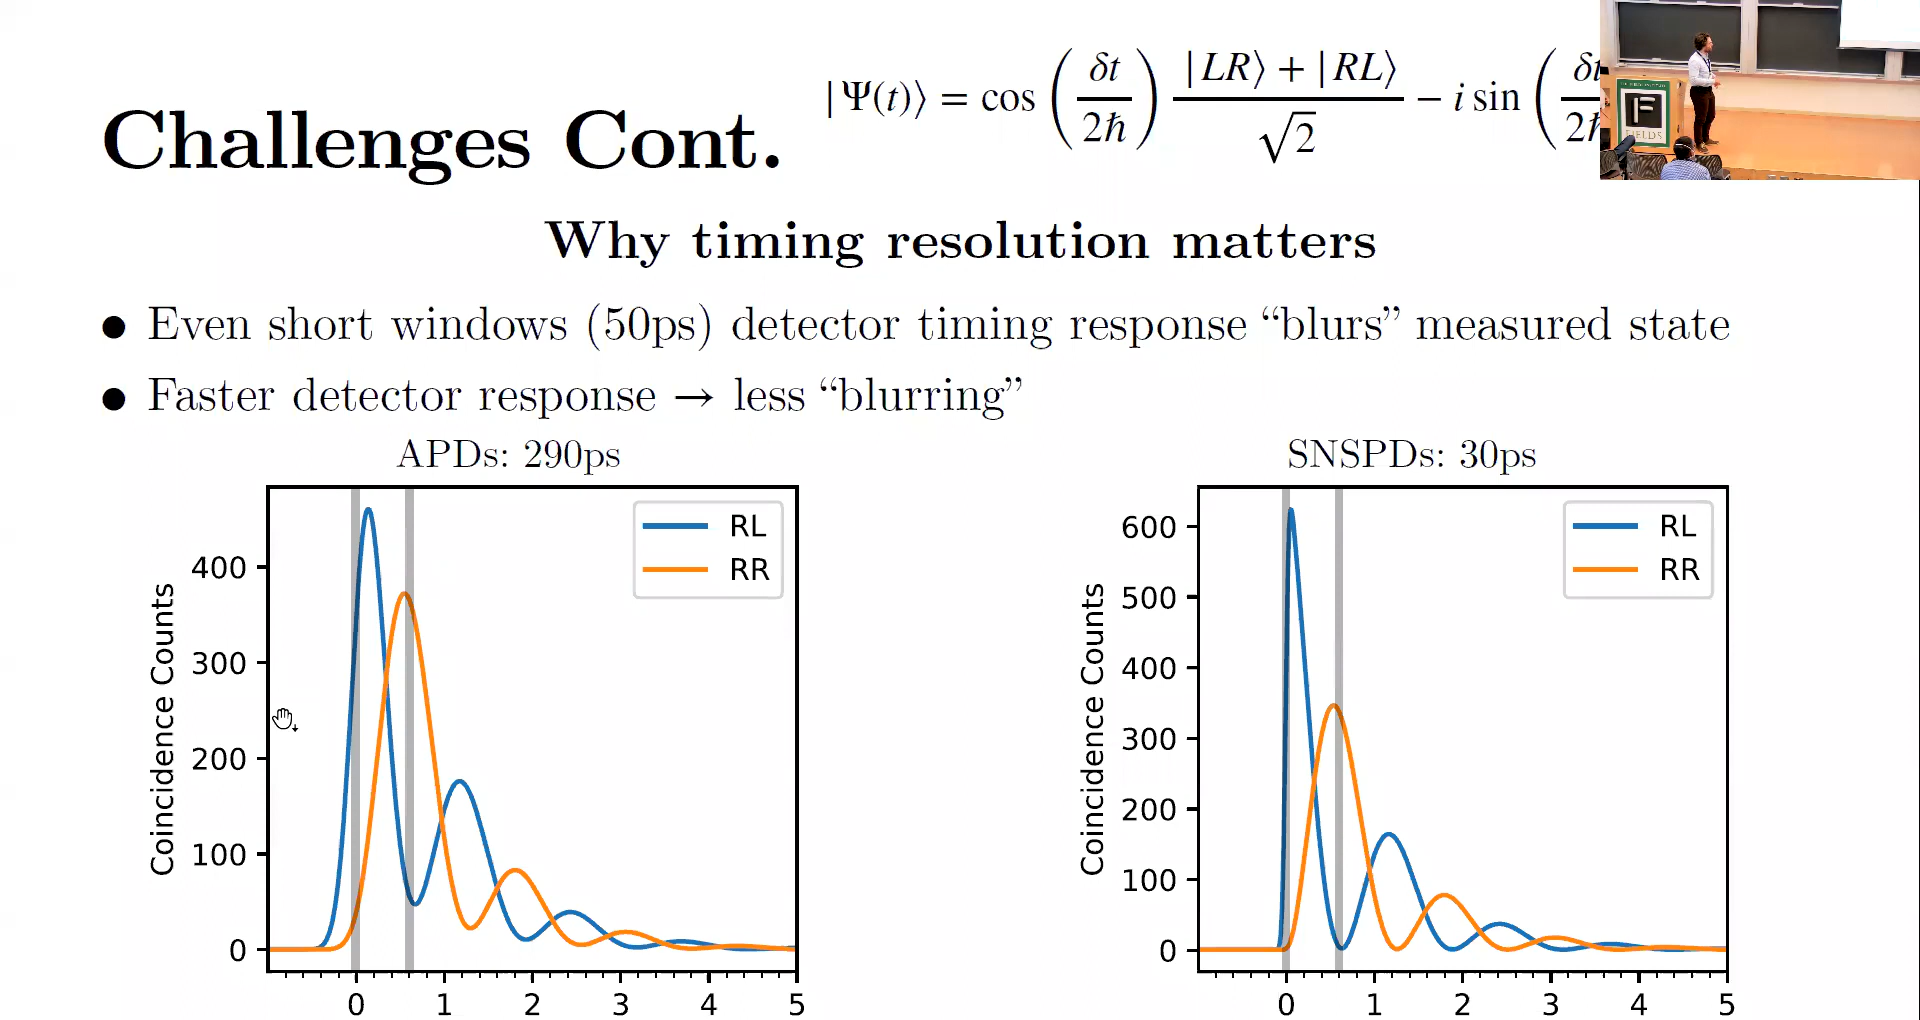 Challenges Cont.
|Ψ(t)⟩ = cos (δt/2ħ) (|LR⟩ + |RL⟩)/√2 − i sin (
Why timing resolution matters
● Even short windows (50ps) detector timing response “blurs” measured state
● Faster detector response → less “blurring”
APDs: 290ps
Coincidence Counts
400
300
200
100
0
0 1 2 3 4 5
RL
RR
SNSPDs: 30ps
Coincidence Counts
600
500
400
300
200
100
0
0 1 2 3 4 5
RL
RR
F
FIELDS